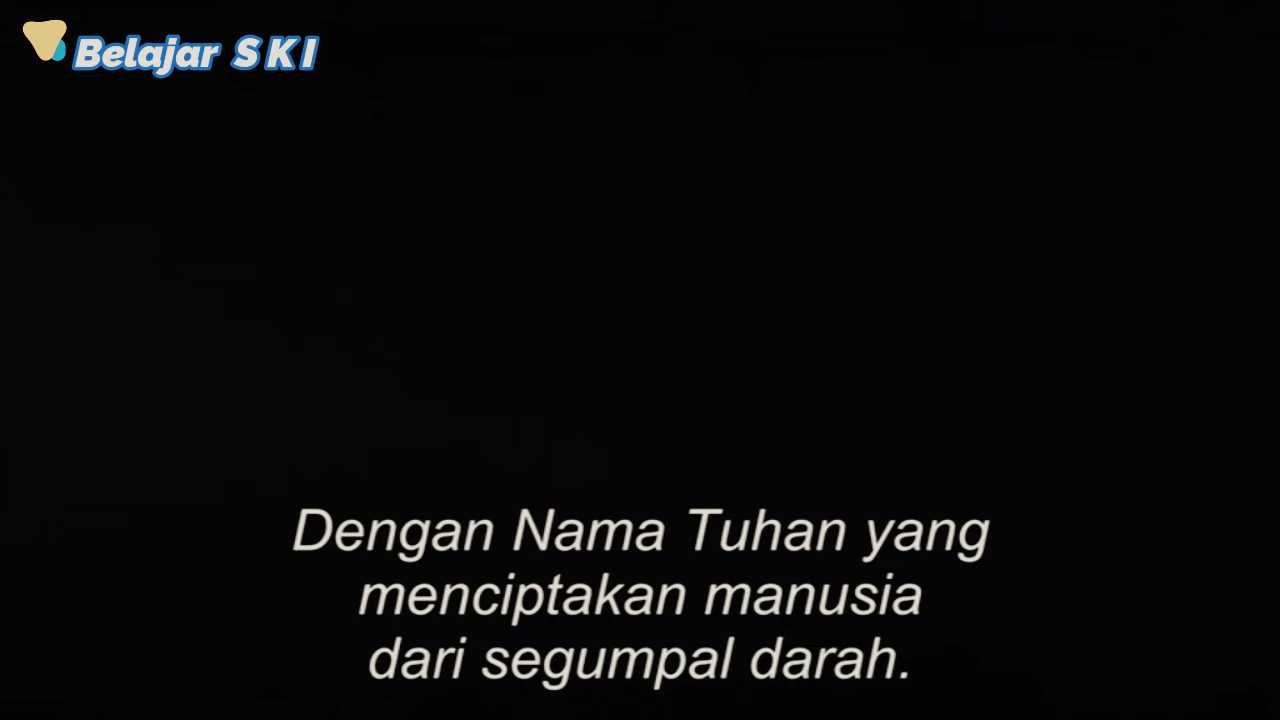 Belajar SKI
Dengan Nama Tuhan yang
menciptakan manusia
dari segumpal darah.